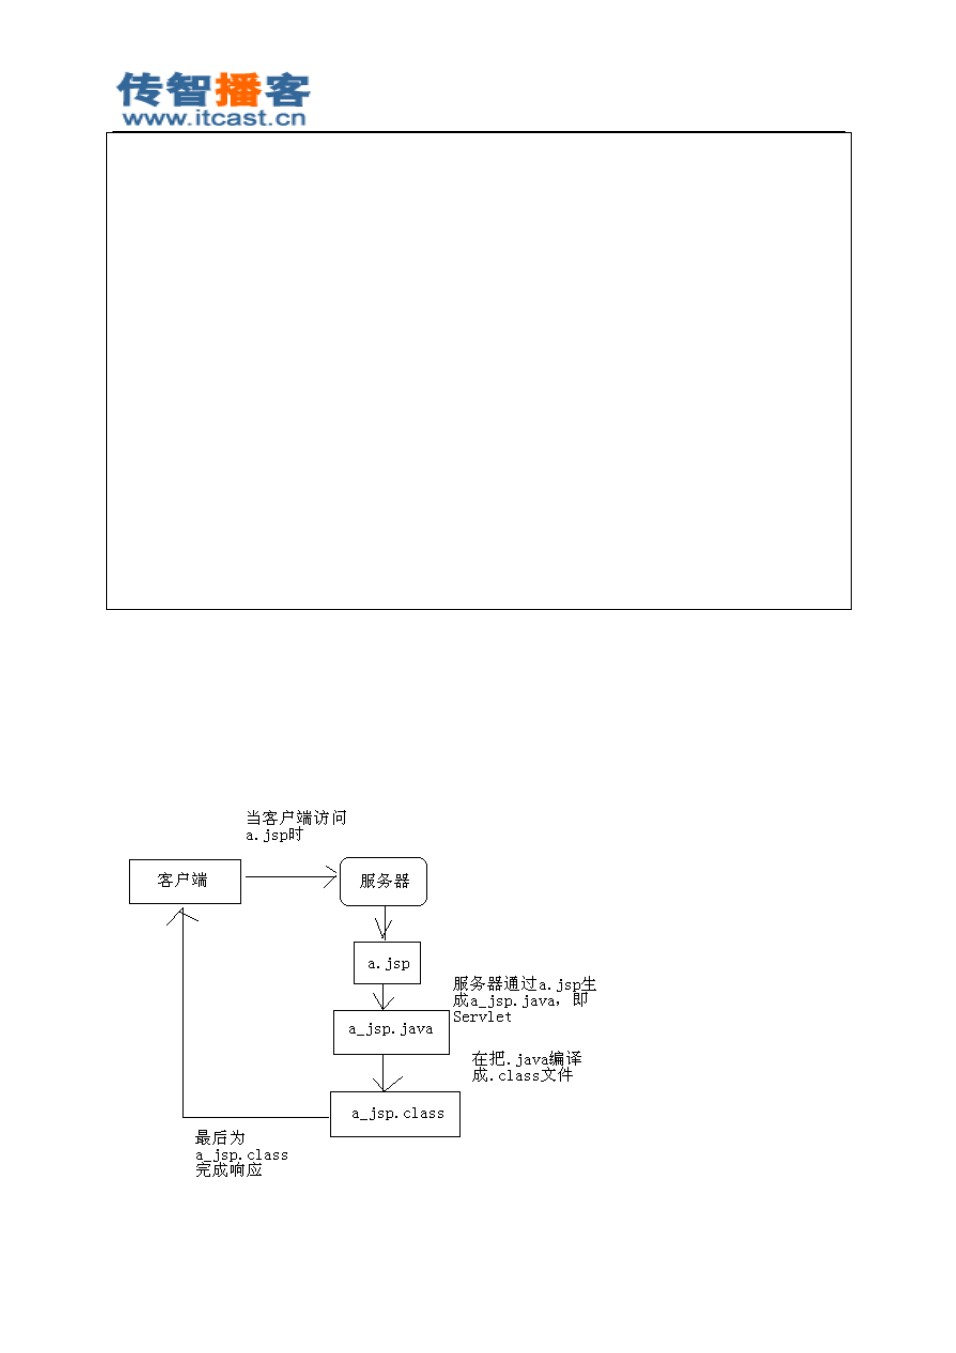 传智播客
www.itcast.cn
当客户端访问
a.jsp时
客户端
服务器
a.jsp
服务器通过a.jsp生
成a_jsp.java，即
Servlet
a_jsp.java
在把.java编译
成.class文件
a_jsp.class
最后为
a_jsp.class
完成响应